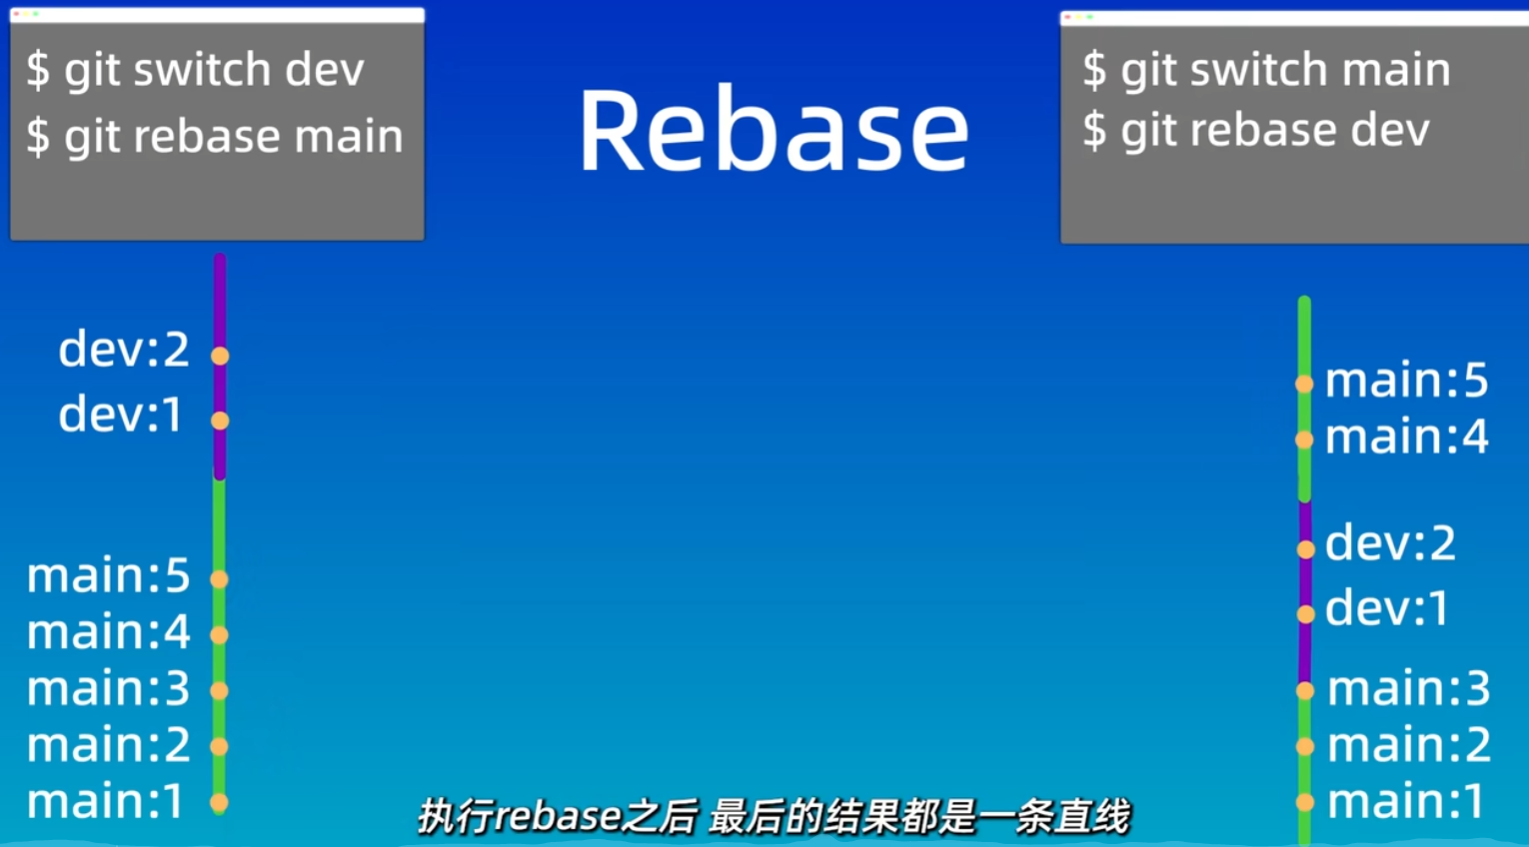 $ git switch dev
$ git rebase main
Rebase
$ git switch main
$ git rebase dev
dev:2
dev:1
main:5
main:4
main:3
main:2
main:1
main:5
main:4
dev:2
dev:1
main:3
main:2
main:1
执行rebase之后 最后的结果都是一条直线